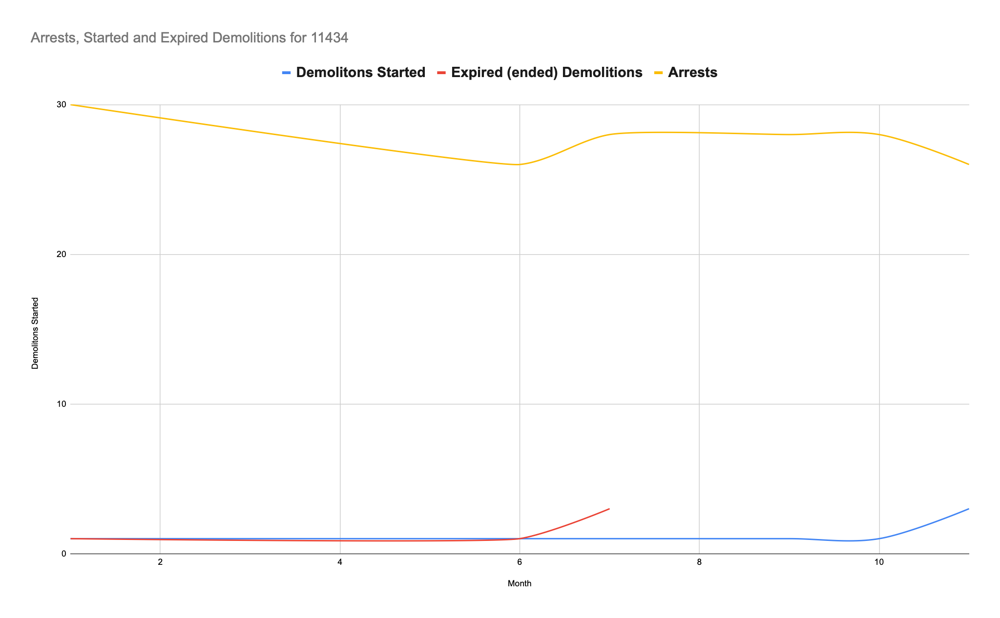 Arrests, Started and Expired Demolitions for 11434
Demolitons Started Expired (ended) Demolitions Arrests
30
20
10
0
Demolitons Started
2 4 6 8 10
Month